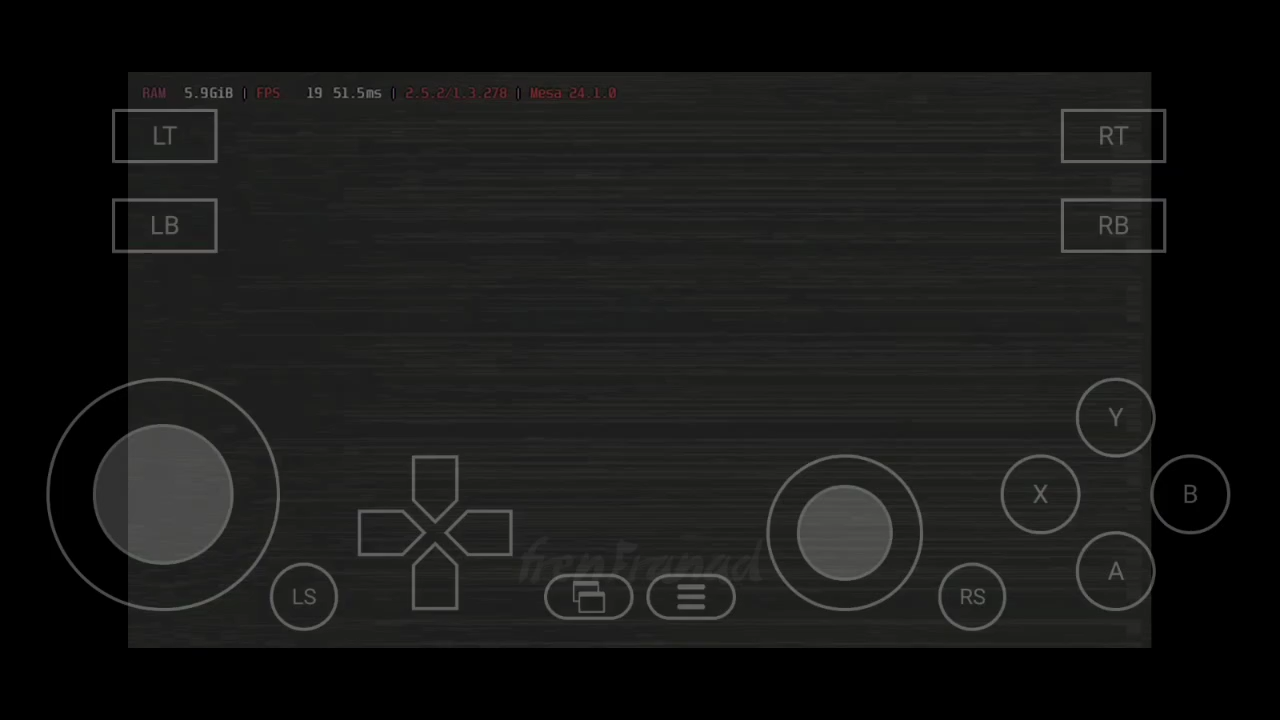 RAM 5.9GiB | FPS 19 51.5ms | 2.5.2/1.3.278 | Mesa 24.1.0
LT
RT
LB
RB
Y
X
B
A
LS
RS